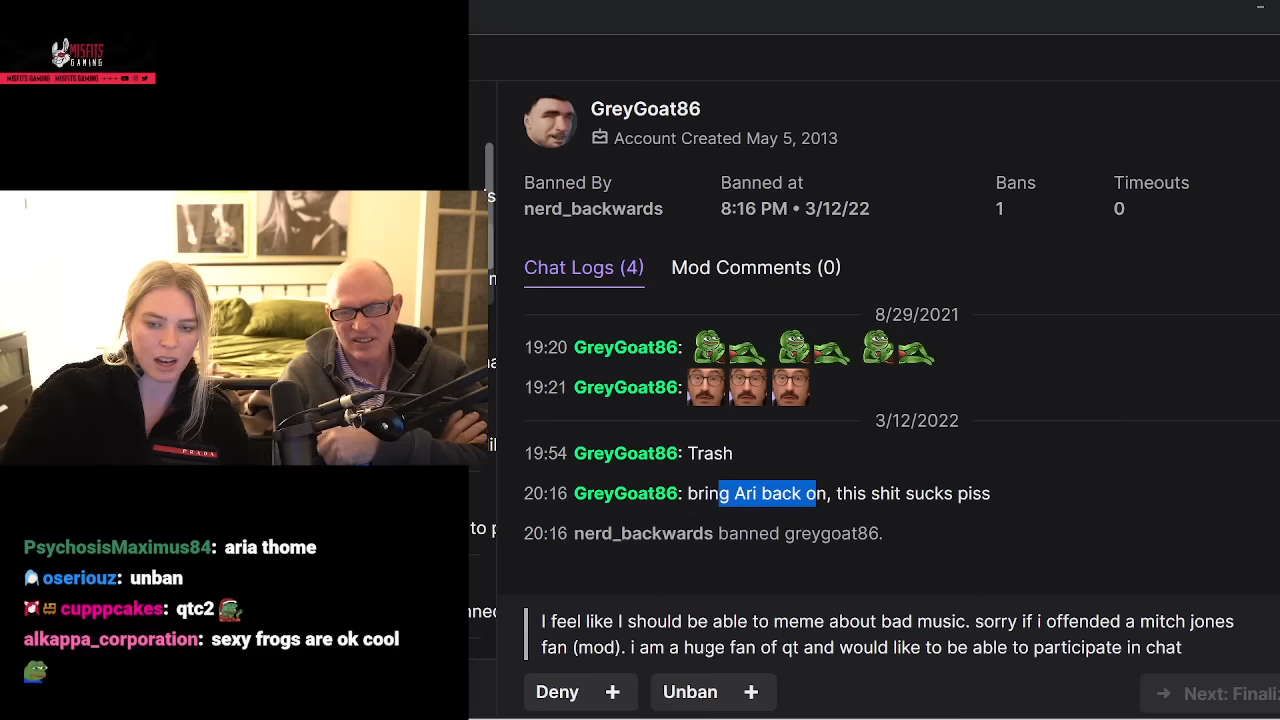 MISFITS
GAMING
MISFITS GAMING MISFITS GAMING
GreyGoat86
Account Created May 5, 2013
Banned By
nerd_backwards
Banned at
8:16 PM • 3/12/22
Bans
1
Timeouts
0
Chat Logs (4)
Mod Comments (0)
8/29/2021
19:20 GreyGoat86:
19:21 GreyGoat86:
3/12/2022
19:54 GreyGoat86: Trash
20:16 GreyGoat86: bring Ari back on, this shit sucks piss
20:16 nerd_backwards banned greygoat86.
I feel like I should be able to meme about bad music. sorry if i offended a mitch jones
fan (mod). i am a huge fan of qt and would like to be able to participate in chat
Deny +
Unban +
→ Next: Finali
PRADA
PsychosisMaximus84: aria thome
oseriouz: unban
cupppcakes: qtc2
alkappa_corporation: sexy frogs are ok cool